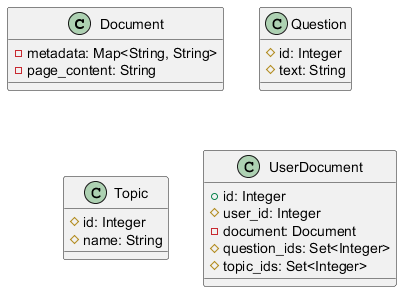 C Document
metadata: Map<String, String>
page_content: String
C Question
id: Integer
text: String
C Topic
id: Integer
name: String
C UserDocument
id: Integer
user_id: Integer
document: Document
question_ids: Set<Integer>
topic_ids: Set<Integer>